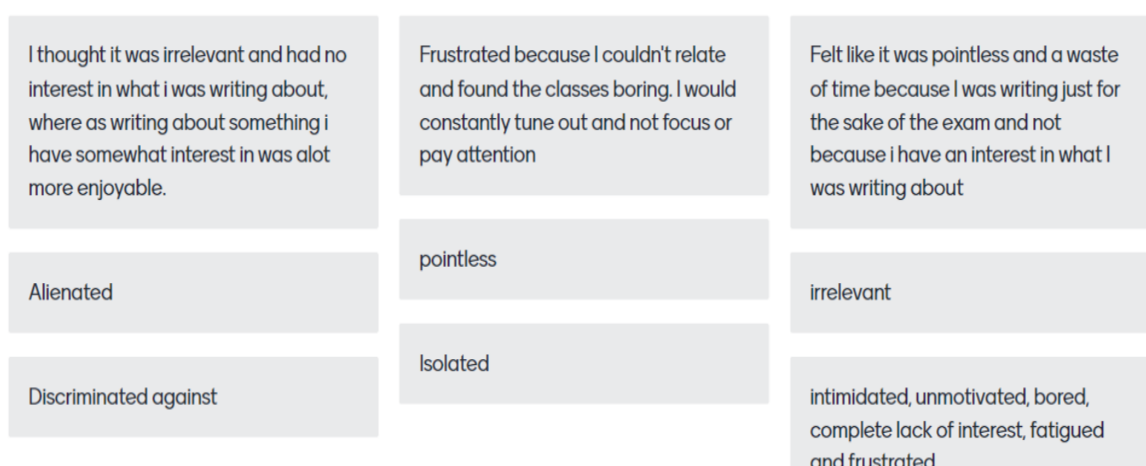 I thought it was irrelevant and had no
interest in what i was writing about,
where as writing about something i
have somewhat interest in was alot
more enjoyable.
Alienated
Discriminated against
Frustrated because I couldn't relate
and found the classes boring. I would
constantly tune out and not focus or
pay attention
pointless
Isolated
Felt like it was pointless and a waste
of time because I was writing just for
the sake of the exam and not
because i have an interest in what I
was writing about
irrelevant
intimidated, unmotivated, bored,
complete lack of interest, fatigued
and frustrated